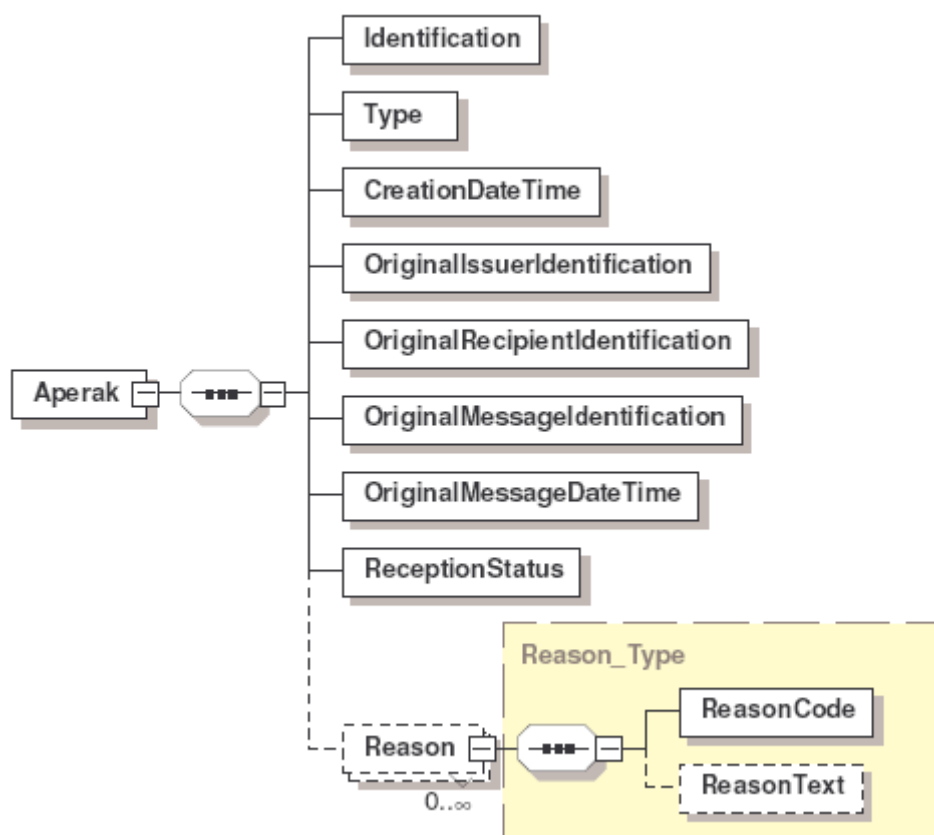 Identification
Type
CreationDateTime
OriginalIssuerIdentification
OriginalRecipientIdentification
Aperak
OriginalMessageIdentification
OriginalMessageDateTime
ReceptionStatus
Reason_Type
ReasonCode
Reason
ReasonText
0..∞